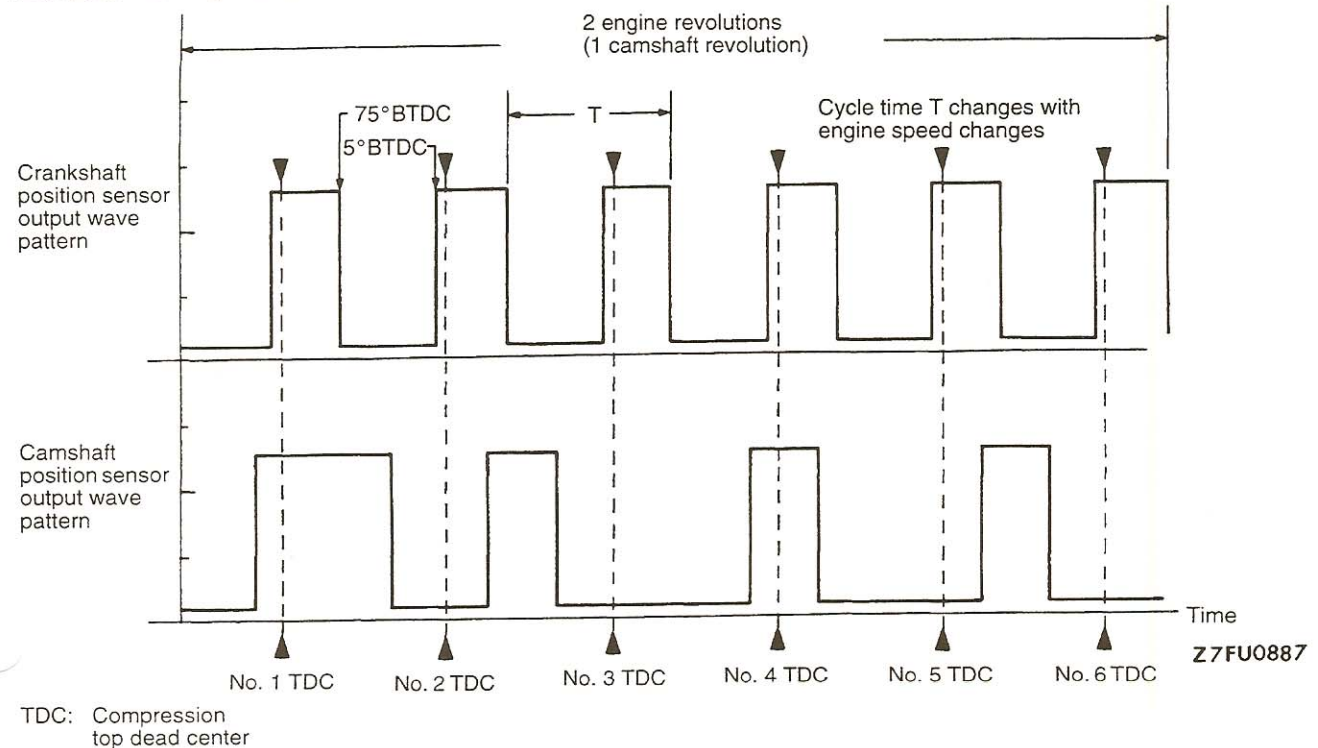 2 engine revolutions
(1 camshaft revolution)
75°BTDC
5°BTDC
T
Cycle time T changes with
engine speed changes
Crankshaft
position sensor
output wave
pattern
Camshaft
position sensor
output wave
pattern
Time
Z7FU0887
No. 1 TDC
No. 2 TDC
No. 3 TDC
No. 4 TDC
No. 5 TDC
No. 6 TDC
TDC: Compression
top dead center